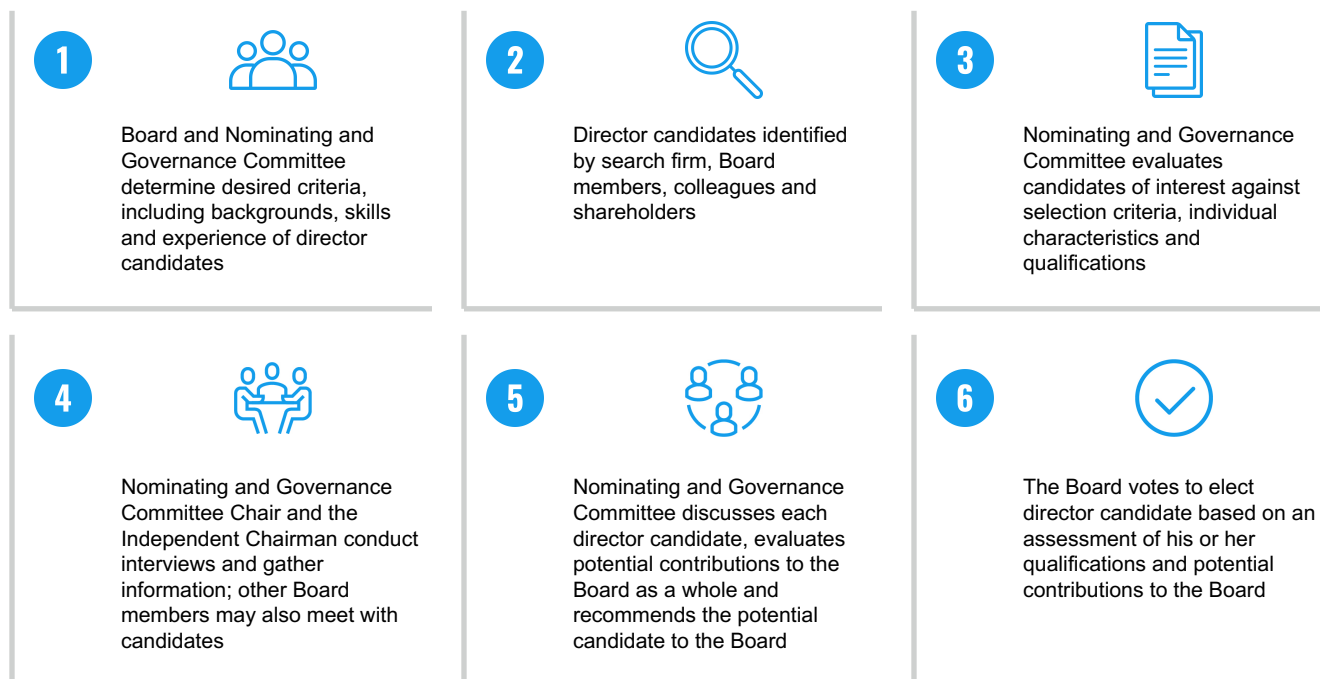 1
Board and Nominating and
Governance Committee
determine desired criteria,
including backgrounds, skills
and experience of director
candidates
2
Director candidates identified
by search firm, Board
members, colleagues and
shareholders
3
Nominating and Governance
Committee evaluates
candidates of interest against
selection criteria, individual
characteristics and
qualifications
4
Nominating and Governance
Committee Chair and the
Independent Chairman conduct
interviews and gather
information; other Board
members may also meet with
candidates
5
Nominating and Governance
Committee discusses each
director candidate, evaluates
potential contributions to the
Board as a whole and
recommends the potential
candidate to the Board
6
The Board votes to elect
director candidate based on an
assessment of his or her
qualifications and potential
contributions to the Board